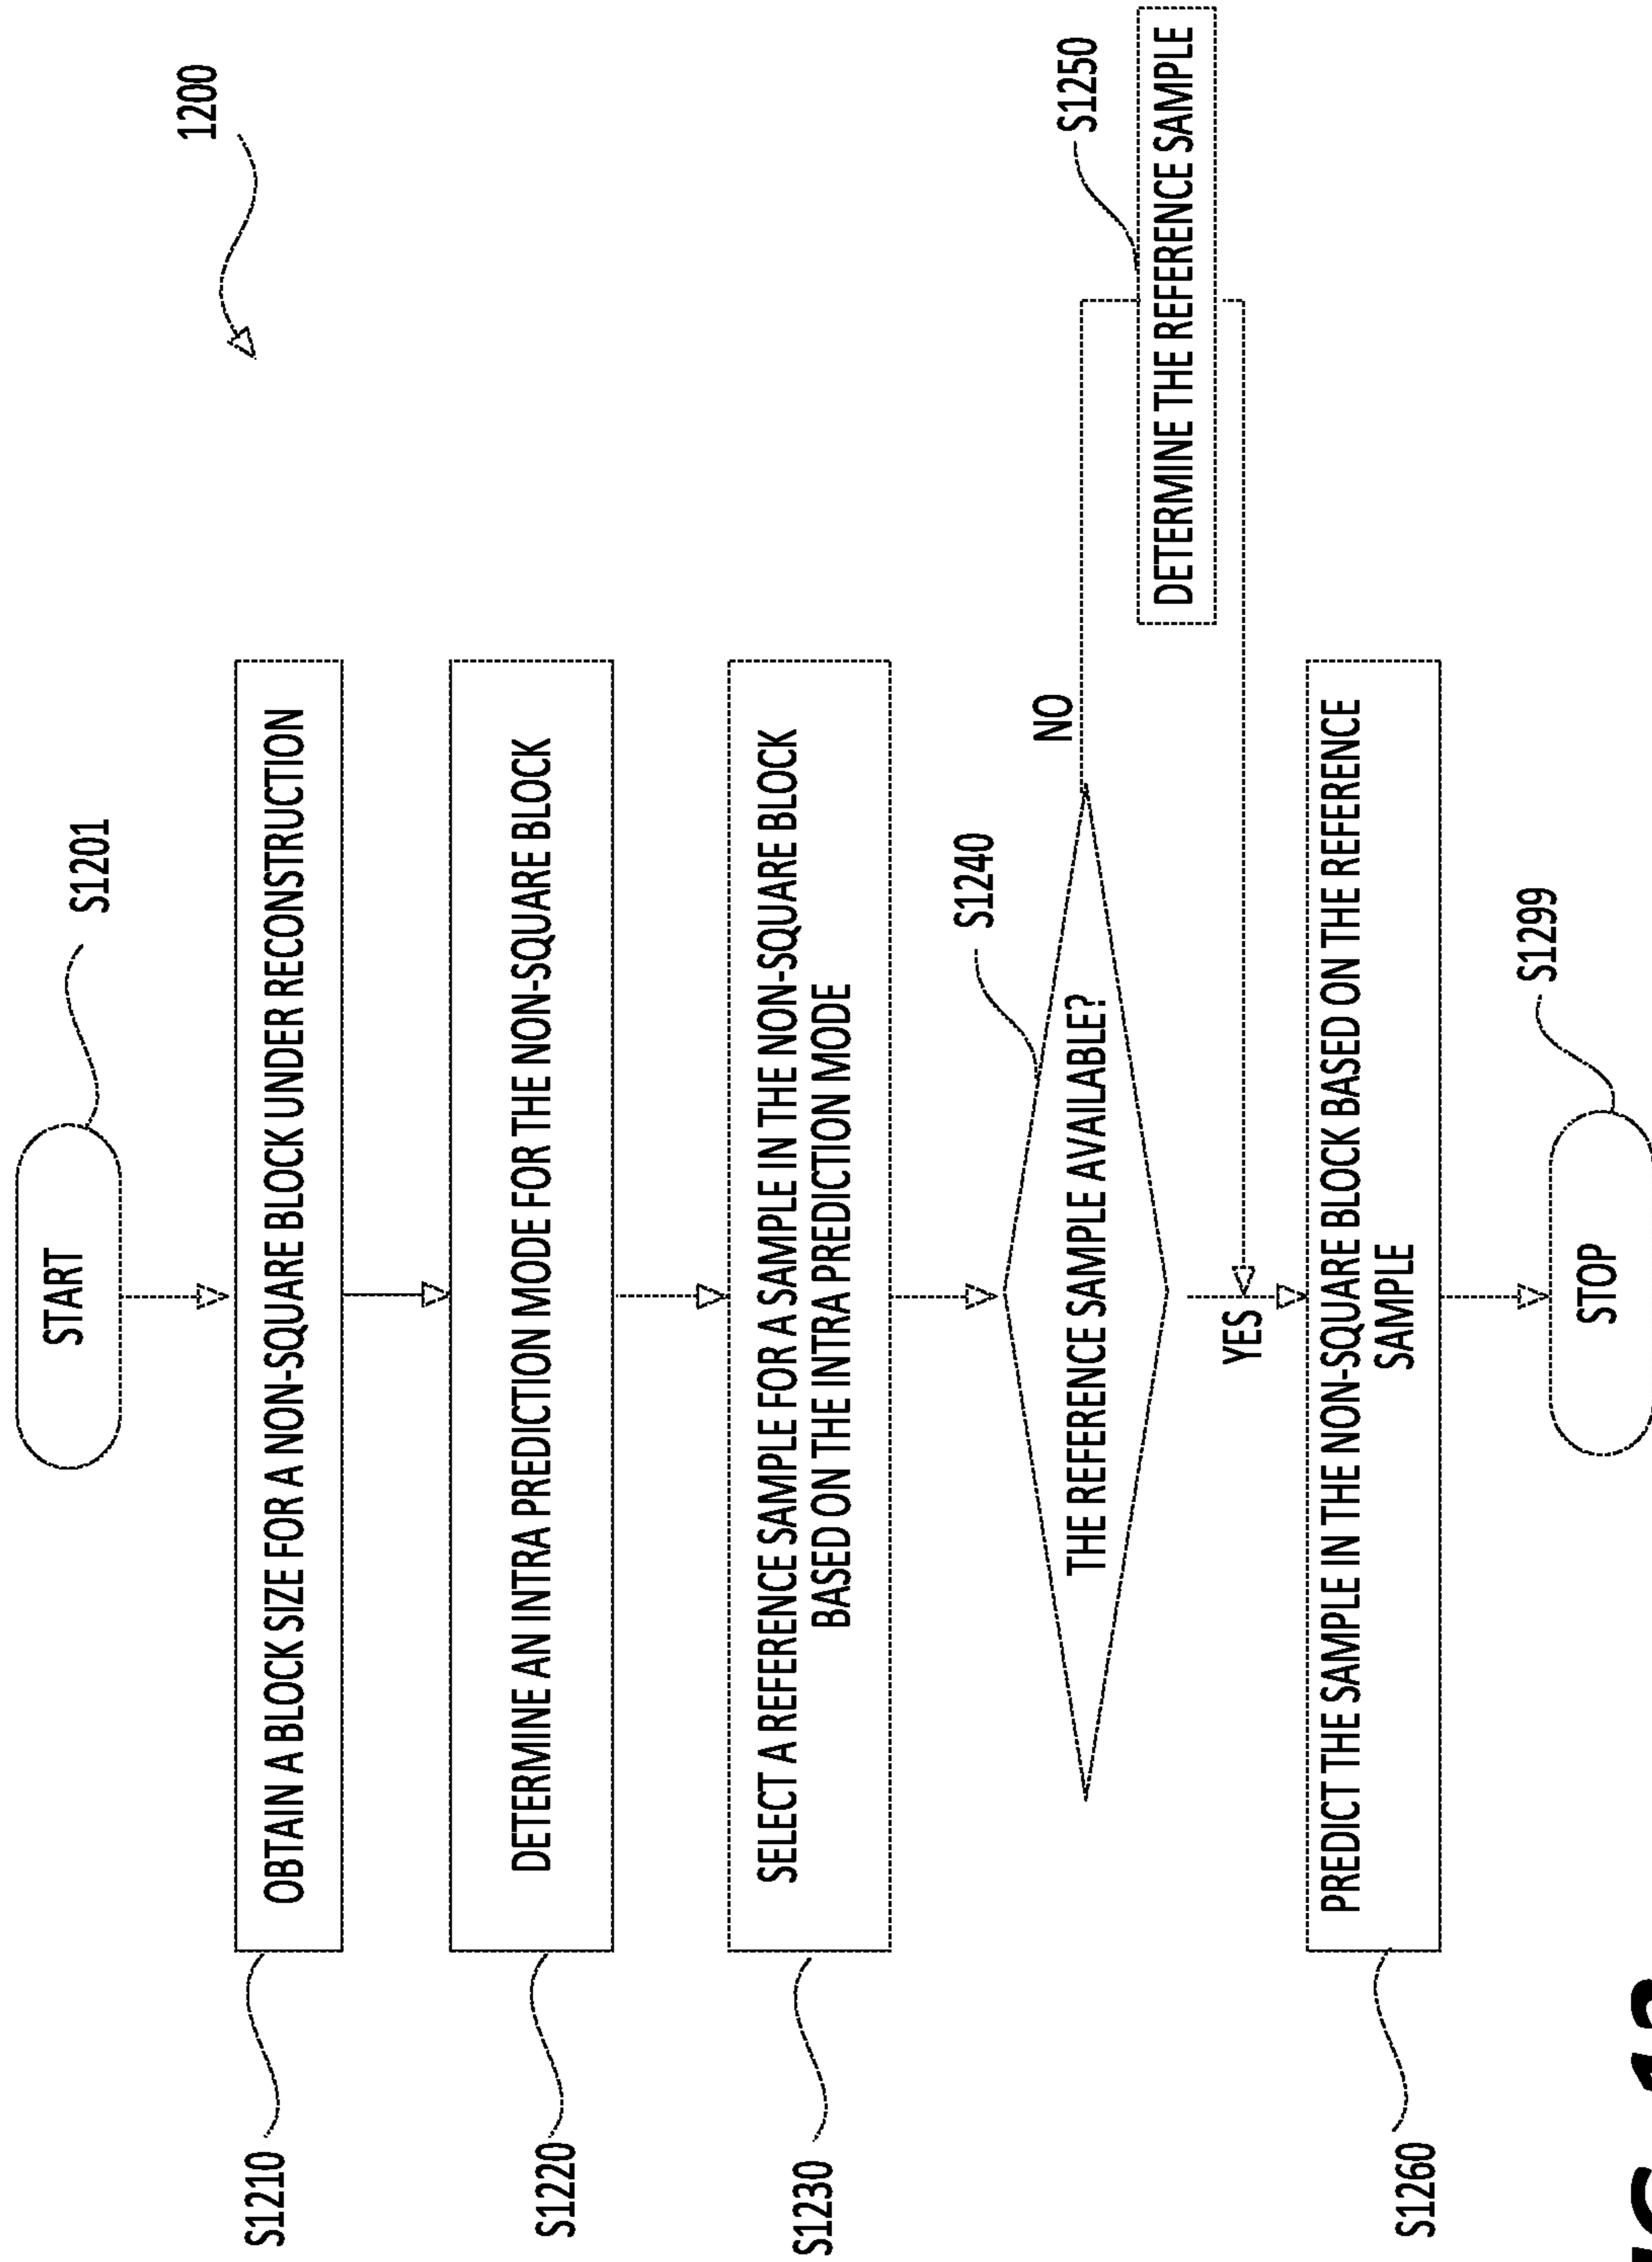 1200
START
S1201
S1210
OBTAIN A BLOCK SIZE FOR A NON-SQUARE BLOCK UNDER RECONSTRUCTION
S1220
DETERMINE AN INTRA PREDICTION MODE FOR THE NON-SQUARE BLOCK
S1230
SELECT A REFERENCE SAMPLE FOR A SAMPLE IN THE NON-SQUARE BLOCK
BASED ON THE INTRA PREDICTION MODE
S1240
THE REFERENCE SAMPLE AVAILABLE?
NO
S1250
DETERMINE THE REFERENCE SAMPLE
YES
S1260
PREDICT THE SAMPLE IN THE NON-SQUARE BLOCK BASED ON THE REFERENCE
SAMPLE
S1299
STOP